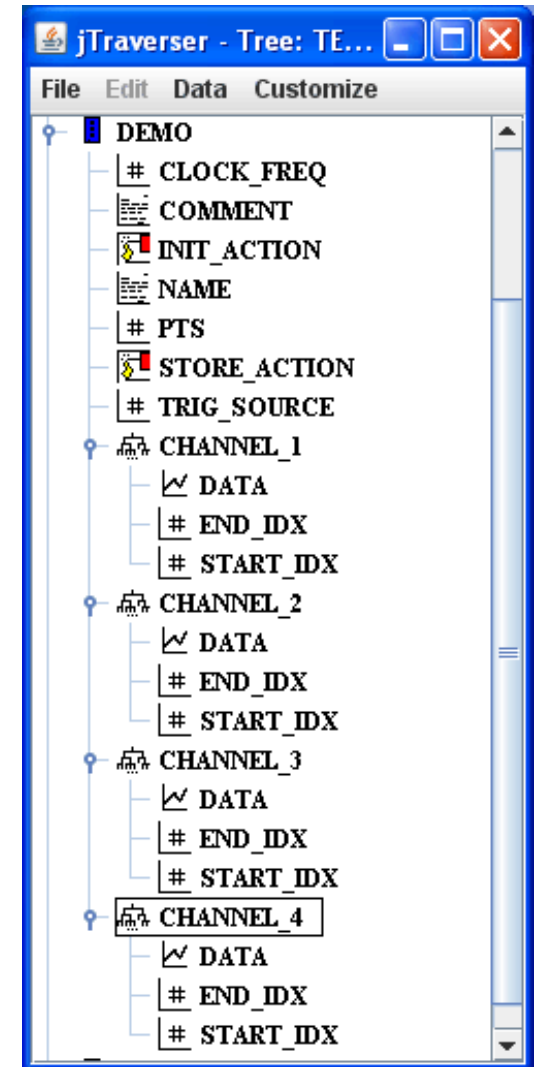 jTraverser - Tree: TE...
File Edit Data Customize
DEMO
# CLOCK_FREQ
COMMENT
INIT_ACTION
NAME
# PTS
STORE_ACTION
# TRIG_SOURCE
CHANNEL_1
DATA
# END_IDX
# START_IDX
CHANNEL_2
DATA
# END_IDX
# START_IDX
CHANNEL_3
DATA
# END_IDX
# START_IDX
CHANNEL_4
DATA
# END_IDX
# START_IDX